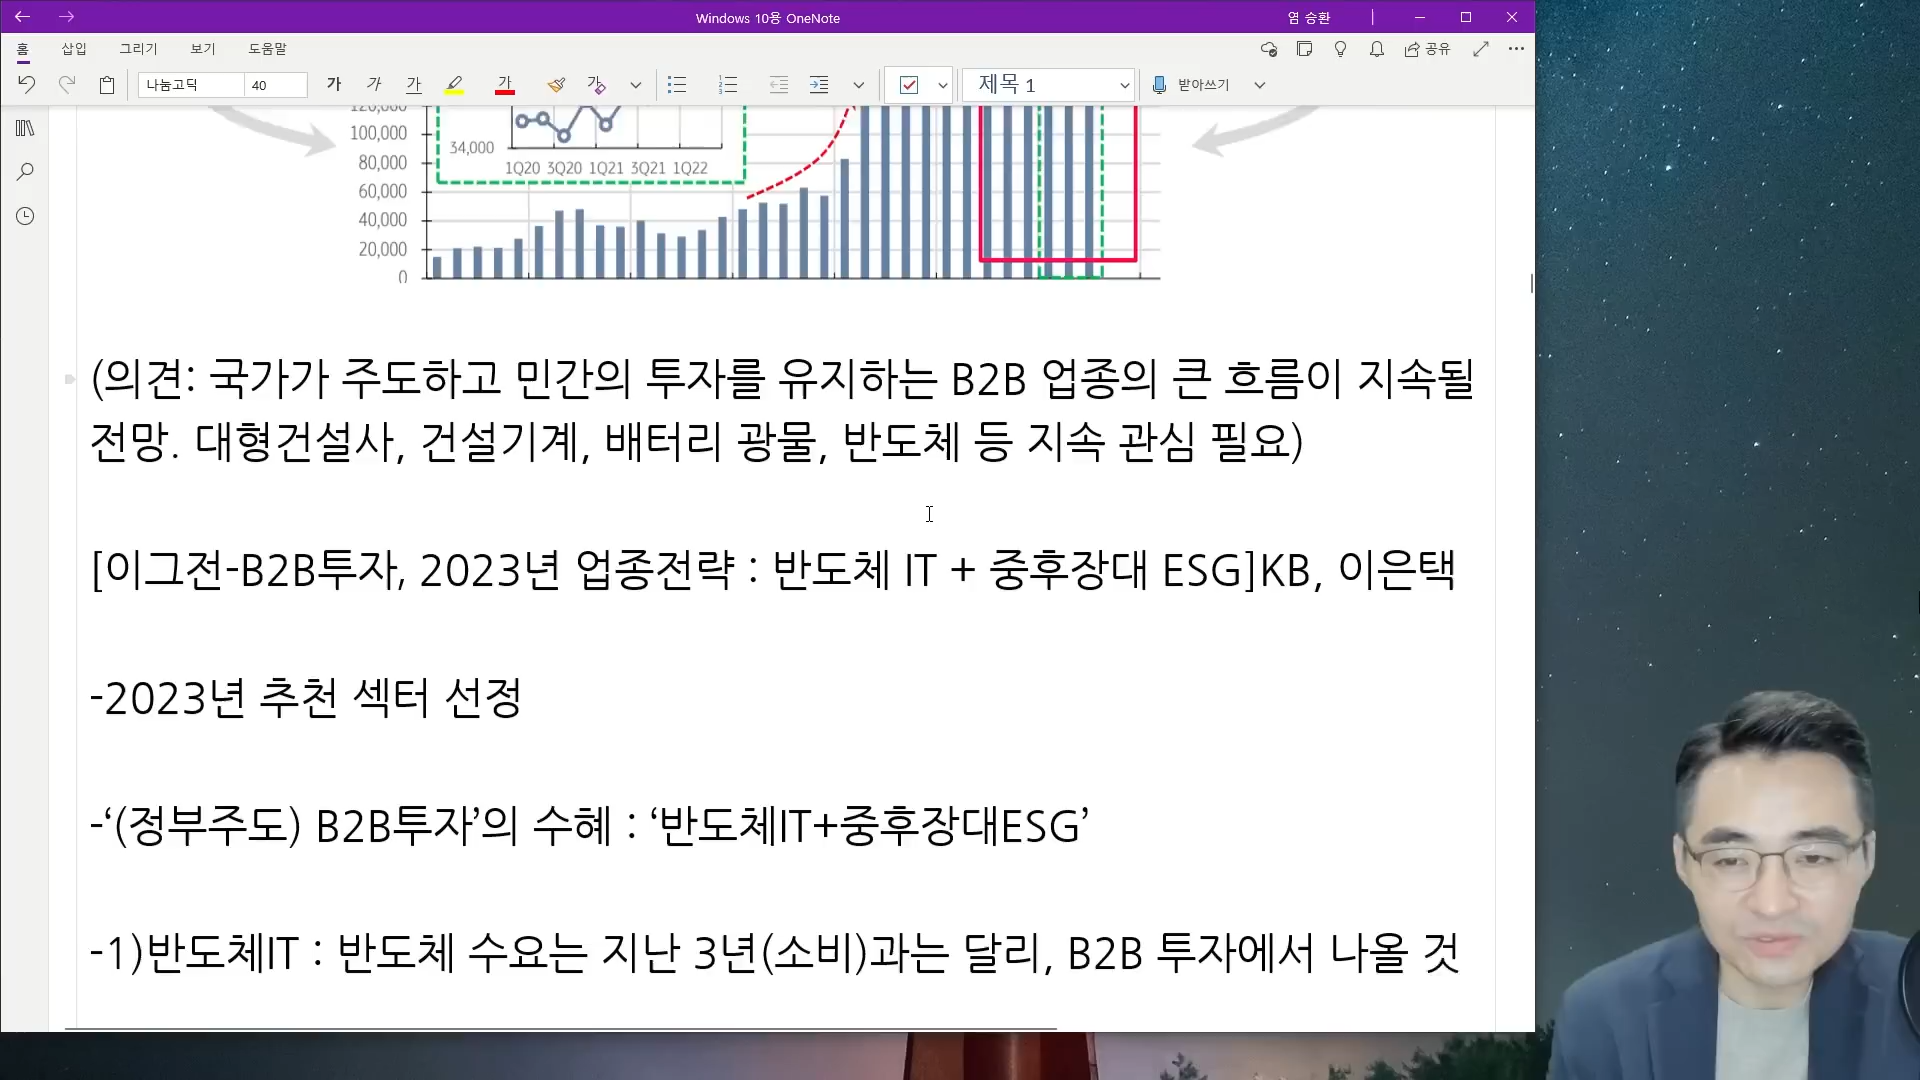 Windows 10용 OneNote
염 승환
홈 삽입 그리기 보기 도움말
공유
나눔고딕 40 가 가 가 가 가 제목 1 받아쓰기
120,000
100,000
80,000
60,000
40,000
20,000
0
34,000
1Q20 3Q20 1Q21 3Q21 1Q22
(의견: 국가가 주도하고 민간의 투자를 유지하는 B2B 업종의 큰 흐름이 지속될
전망. 대형건설사, 건설기계, 배터리 광물, 반도체 등 지속 관심 필요)
[이그전-B2B투자, 2023년 업종전략 : 반도체 IT + 중후장대 ESG]KB, 이은택
-2023년 추천 섹터 선정
-‘(정부주도) B2B투자’의 수혜 : ‘반도체IT+중후장대ESG’
-1)반도체IT : 반도체 수요는 지난 3년(소비)과는 달리, B2B 투자에서 나올 것